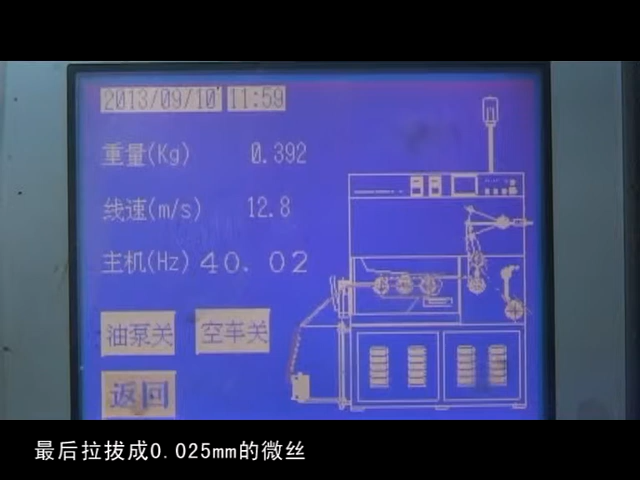 2013/09/10 11:59
重量(Kg) 0.392
线速(m/s) 12.8
主机(Hz) 40.02
油泵关 空车关
返回
最后拉拔成0.025mm的微丝